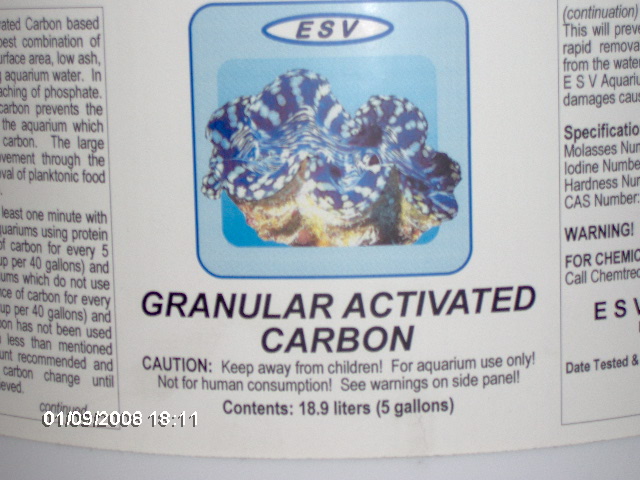 ated Carbon based
best combination of
urface area, low ash,
aquarium water. In
aching of phosphate.
carbon prevents the
the aquarium which
carbon. The large
vement through the
oval of planktonic food
least one minute with
quariums using protein
of carbon for every 5
up per 40 gallons) and
ums which do not use
nce of carbon for every
up per 40 gallons) and
bon has not been used
less than mentioned
unt recommended and
carbon change until
eved.
continued
ESV
GRANULAR ACTIVATED
CARBON
CAUTION: Keep away from children! For aquarium use only!
Not for human consumption! See warnings on side panel!
Contents: 18.9 liters (5 gallons)
(continuation)
This will preve
rapid remova
from the water
E S V Aquariu
damages caus
Specificatio
Molasses Num
Iodine Number
Hardness Num
CAS Number:
WARNING!
FOR CHEMIC
Call Chemtrec
E S V
Date Tested &
01/09/2008 18:11